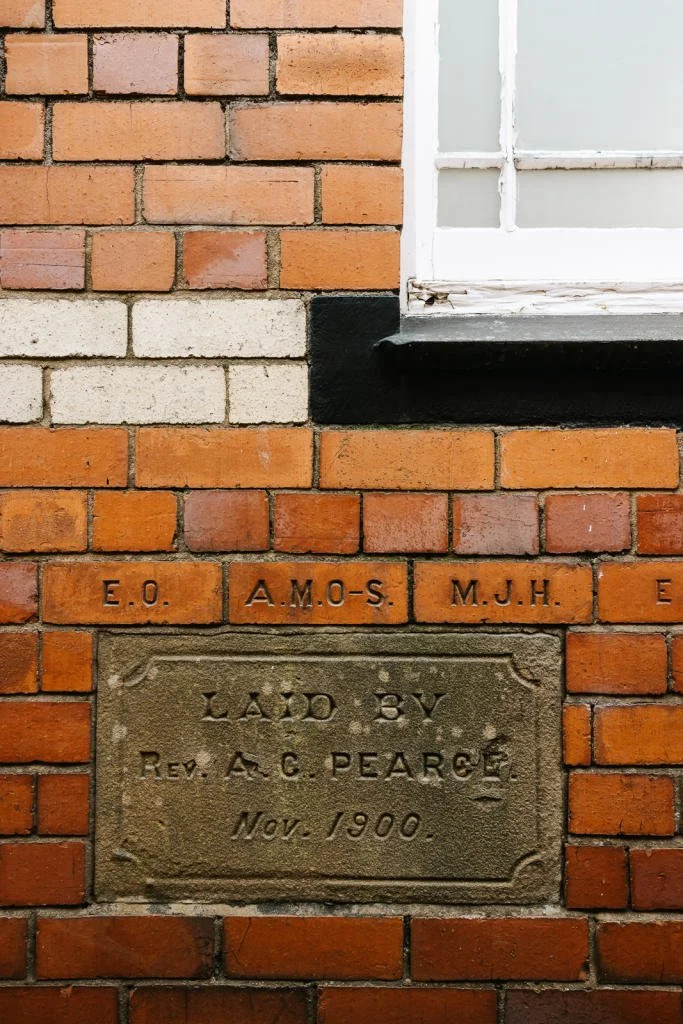 E.O. A.M.O-S. M.J.H. E
LAID BY
REV. A. C. PEARCE.
Nov. 1900.